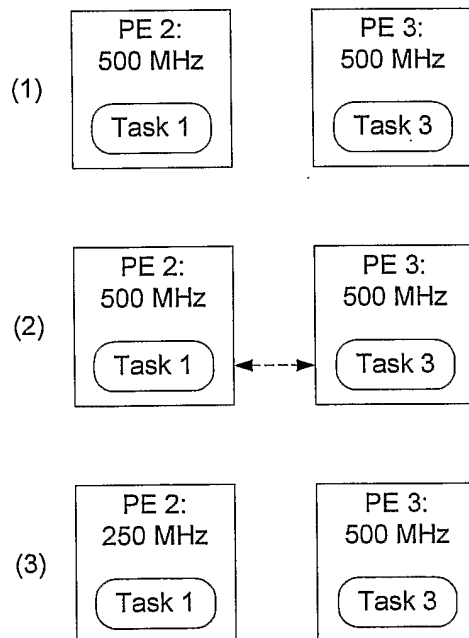 PE 2:
500 MHz
PE 3:
500 MHz
(1)
Task 1
Task 3
PE 2:
500 MHz
PE 3:
500 MHz
(2)
Task 1
Task 3
PE 2:
250 MHz
PE 3:
500 MHz
(3)
Task 1
Task 3